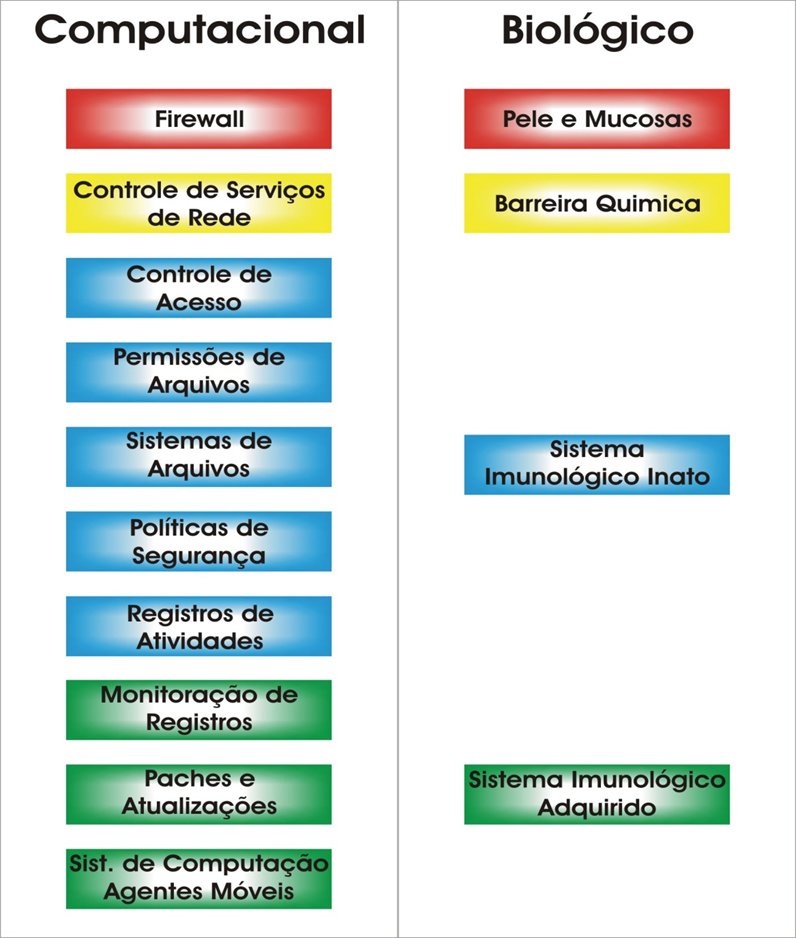 Computacional
Firewall
Controle de Serviços
de Rede
Controle de
Acesso
Permissões de
Arquivos
Sistemas de
Arquivos
Políticas de
Segurança
Registros de
Atividades
Monitoração de
Registros
Paches e
Atualizações
Sist. de Computação
Agentes Móveis
Biológico
Pele e Mucosas
Barreira Quimica
Sistema
Imunológico Inato
Sistema Imunológico
Adquirido